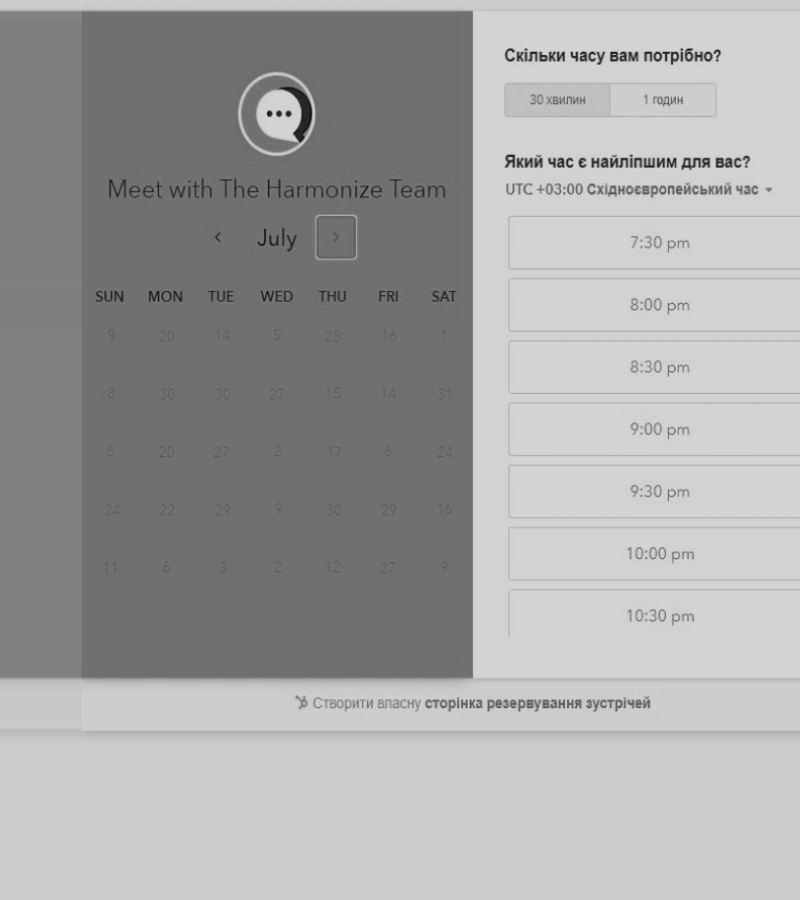 Meet with The Harmonize Team
July
SUN MON TUE WED THU FRI SAT
9 20 14 5 28 16 1
8 30 30 27 15 14 31
5 20 27 2 17 6 24
24 22 29 9 30 29 16
11 6 3 2 12 27 9
Скільки часу вам потрібно?
30 хвилин 1 годин
Який час є найліпшим для вас?
UTC +03:00 Східноєвропейський час
7:30 pm
8:00 pm
8:30 pm
9:00 pm
9:30 pm
10:00 pm
10:30 pm
Створити власну сторінка резервування зустрічей